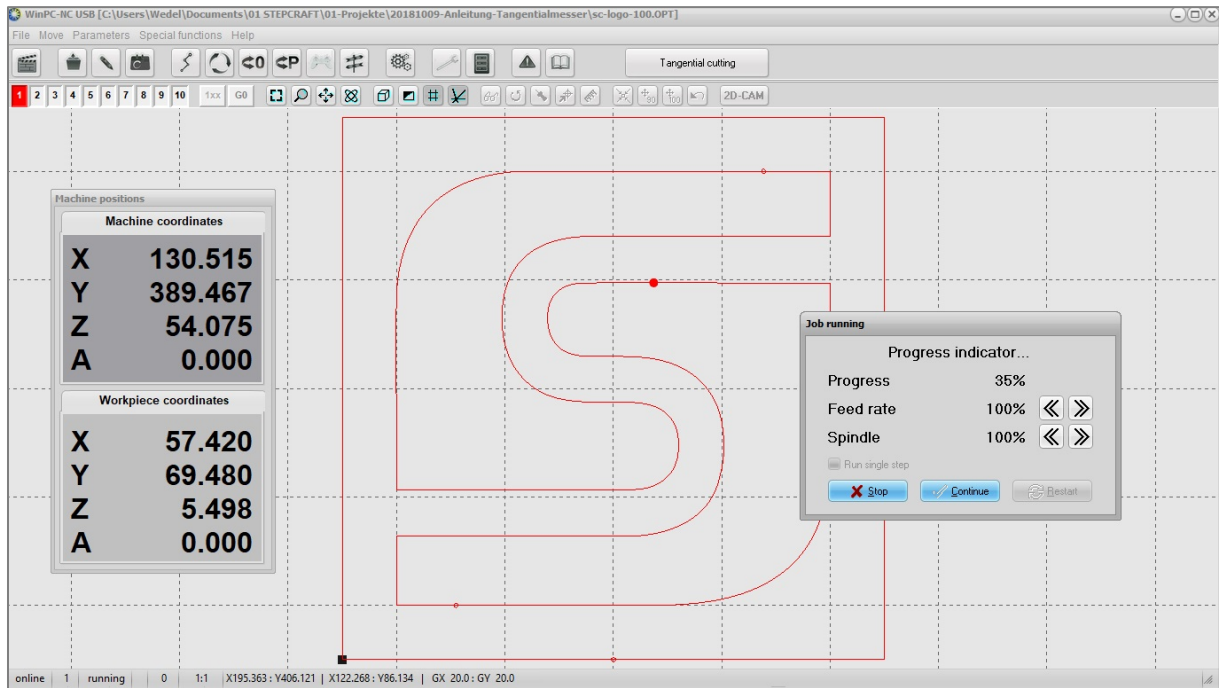 WinPC-NC USB [C:\Users\Wedel\Documents\01 STEPCRAFT\01-Projekte\20181009-Anleitung-Tangentialmesser\sc-logo-100.OPT]
File Move Parameters Special functions Help
0 P Tangential cutting
1 2 3 4 5 6 7 8 9 10 1xx G0 90 100 2D-CAM
Machine positions
Machine coordinates
X 130.515
Y 389.467
Z 54.075
A 0.000
Workpiece coordinates
X 57.420
Y 69.480
Z 5.498
A 0.000
Job running
Progress indicator...
Progress 35%
Feed rate 100%
Spindle 100%
Run single step
Stop Continue Restart
online 1 running 0 1:1 X195.363 : Y406.121 | X122.268 : Y86.134 | GX 20.0 : GY 20.0